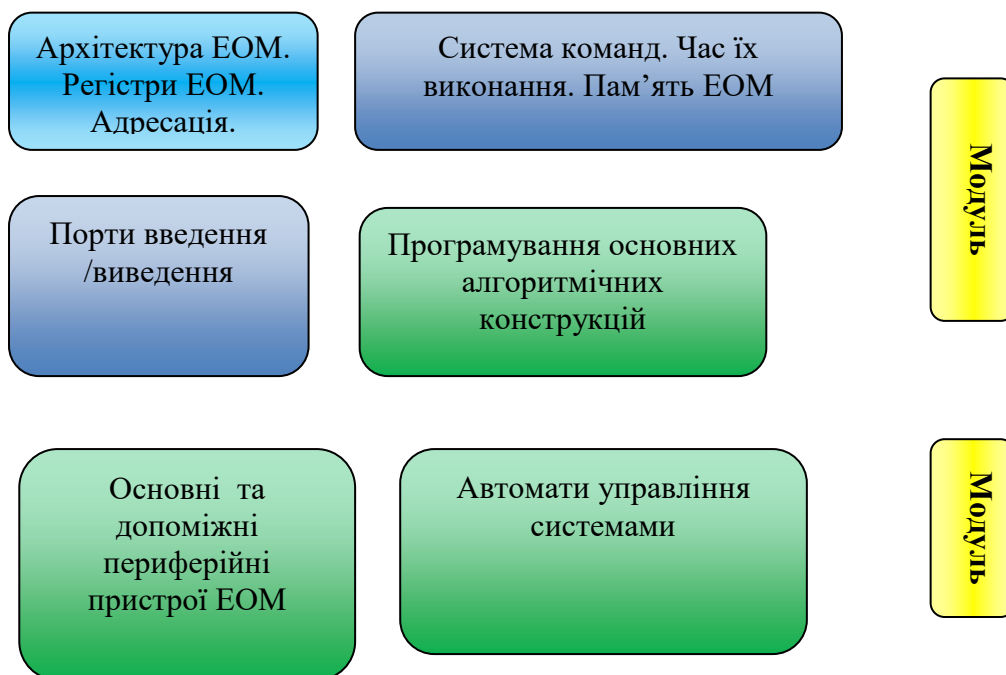 Архітектура ЕОМ.
Регістри ЕОМ.
Адресація.
Система команд. Час їх
виконання. Пам’ять ЕОМ
Модуль
Порти введення
/виведення
Програмування основних
алгоритмічних
конструкцій
Основні та
допоміжні
периферійні
пристрої ЕОМ
Автомати управління
системами
Модуль